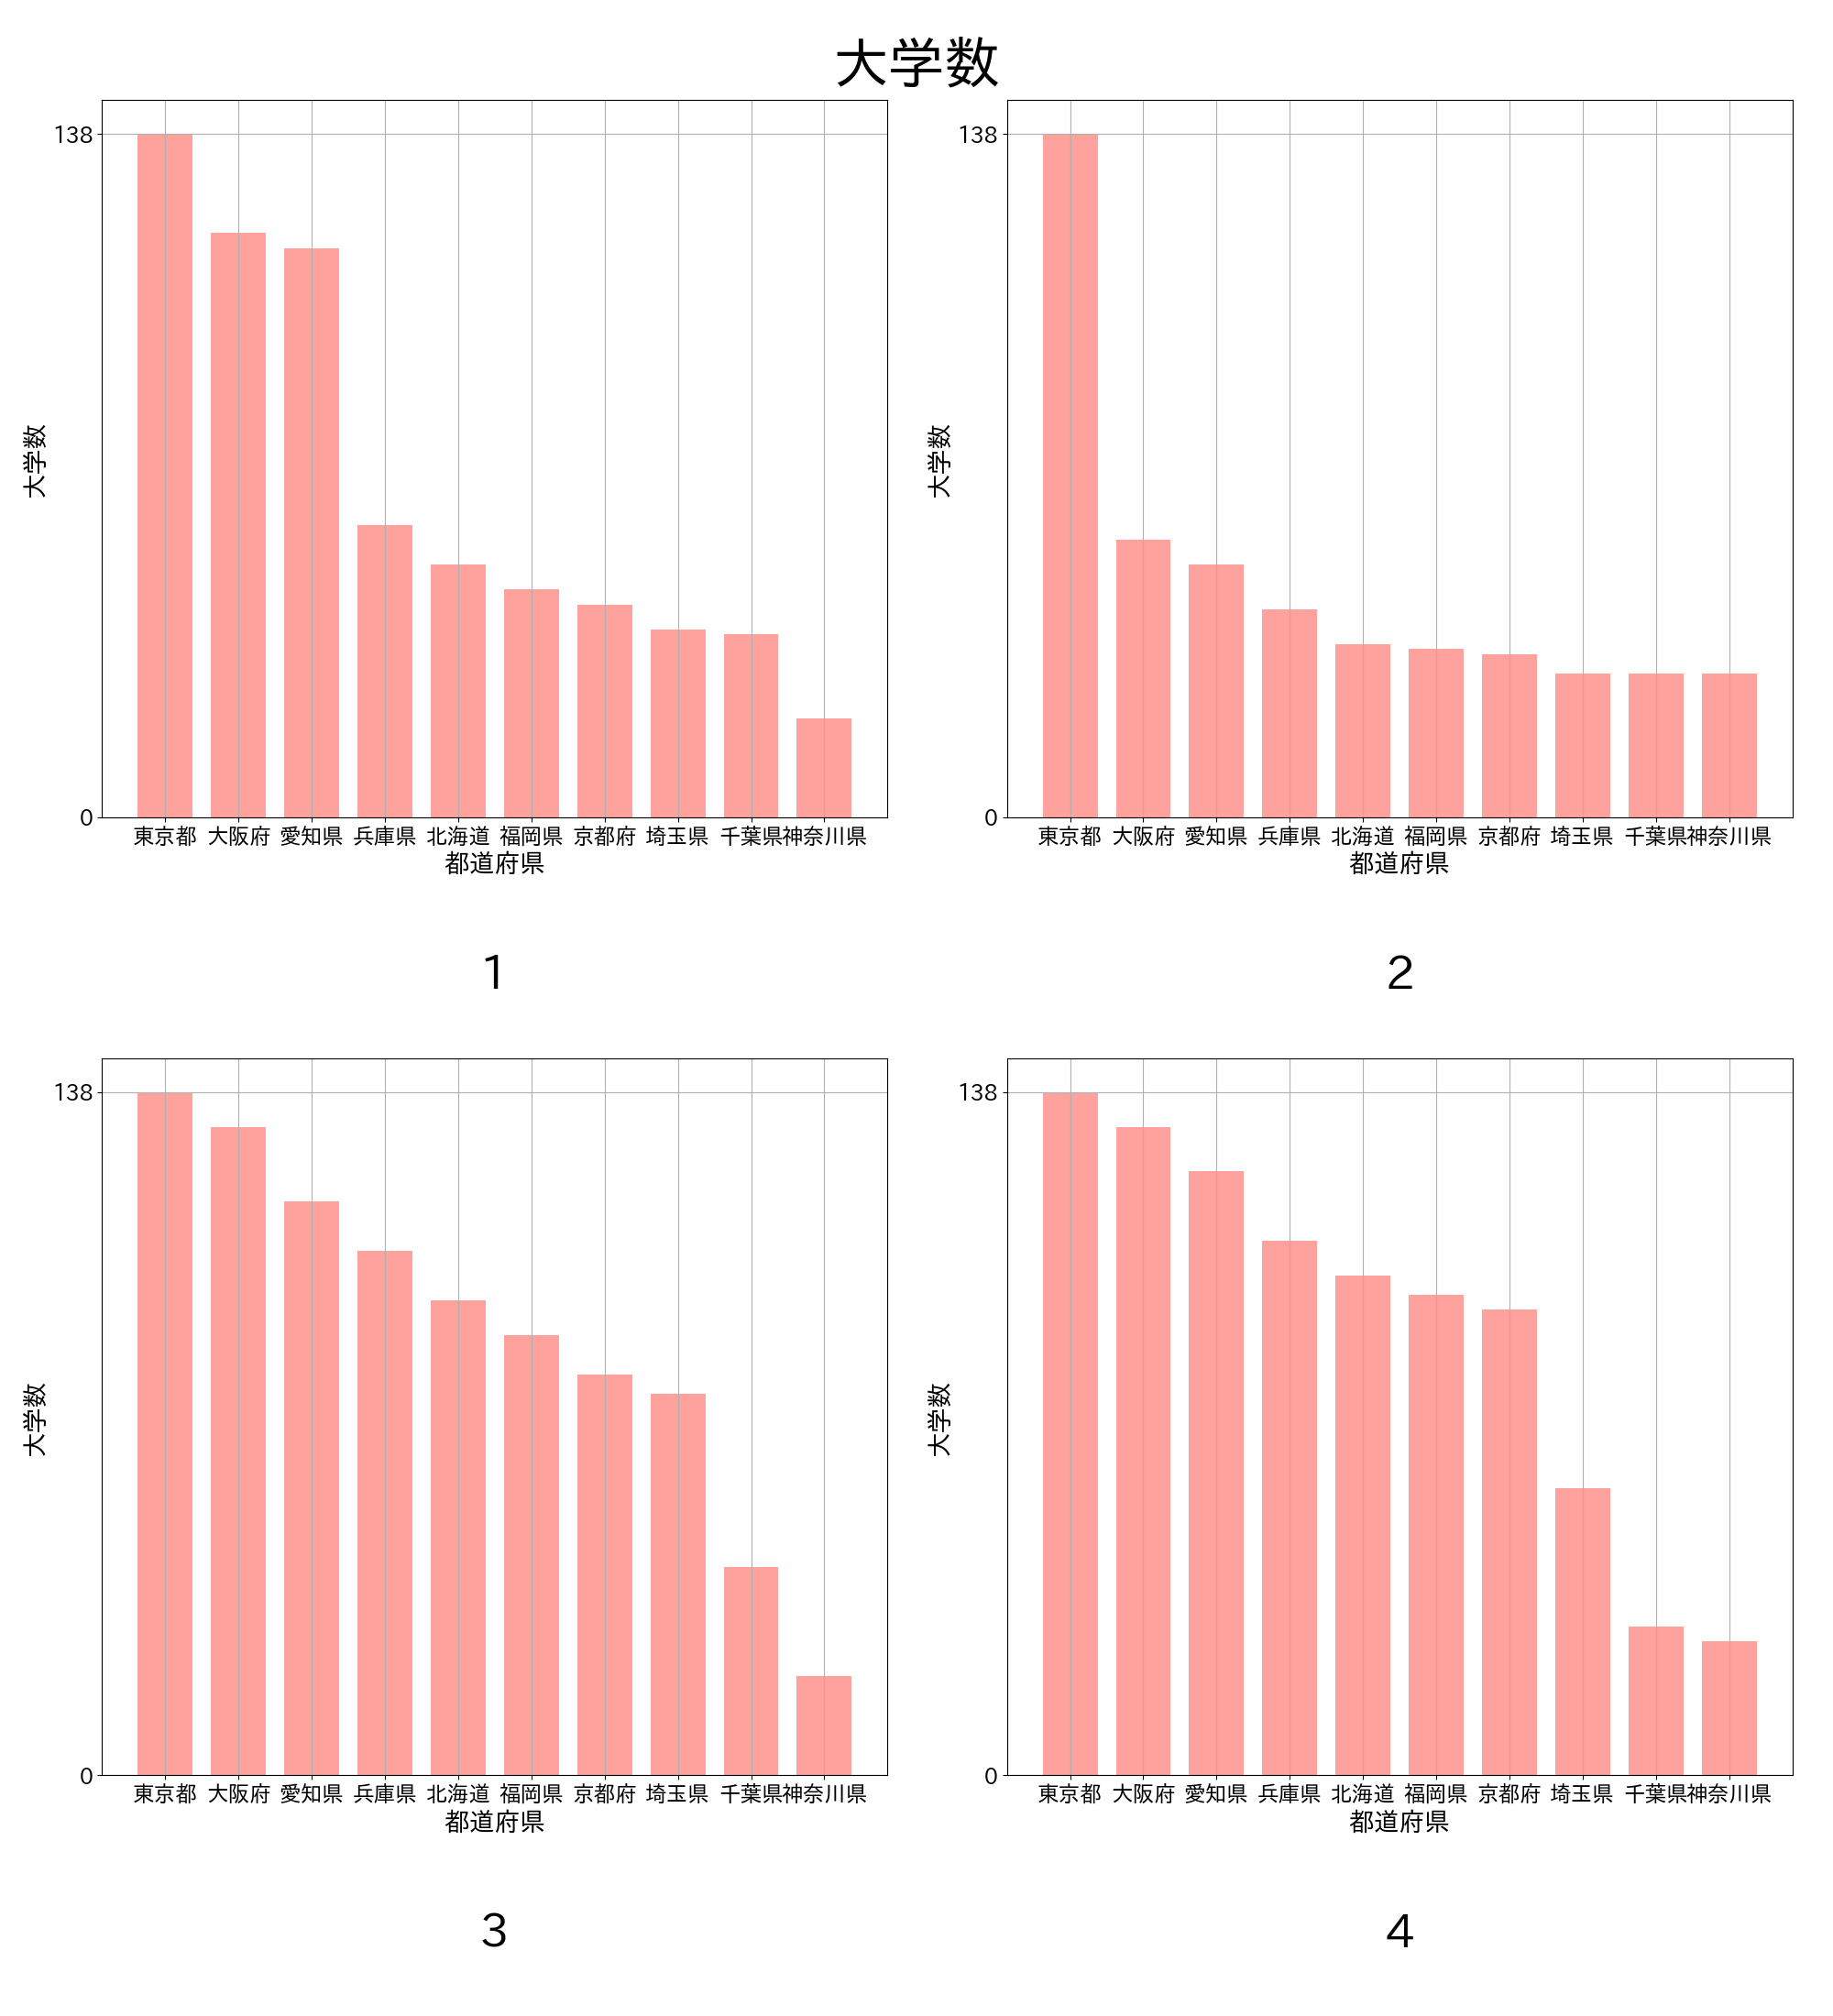 大学数
138
0
大学数
東京都 大阪府 愛知県 兵庫県 北海道 福岡県 京都府 埼玉県 千葉県 神奈川県
都道府県
1
138
0
大学数
東京都 大阪府 愛知県 兵庫県 北海道 福岡県 京都府 埼玉県 千葉県 神奈川県
都道府県
2
138
0
大学数
東京都 大阪府 愛知県 兵庫県 北海道 福岡県 京都府 埼玉県 千葉県 神奈川県
都道府県
3
138
0
大学数
東京都 大阪府 愛知県 兵庫県 北海道 福岡県 京都府 埼玉県 千葉県 神奈川県
都道府県
4